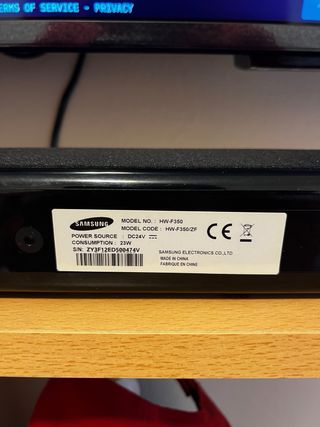 ERMS OF SERVICE - PRIVACY
SAMSUNG
MODEL NO. : HW-F350
MODEL CODE : HW-F350/ZF
POWER SOURCE : DC24V
CONSUMPTION : 23W
S/N: ZY3F12ED500474V
SAMSUNG ELECTRONICS CO.,LTD
MADE IN CHINA
FABRIQUE EN CHINE
CE